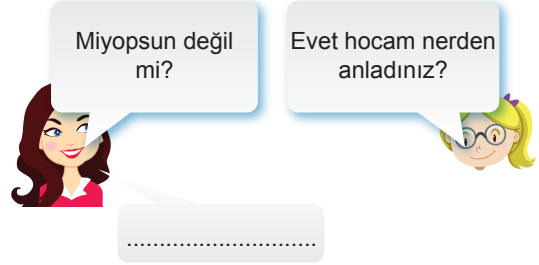 Miyopsun değil
mi?
Evet hocam nerden
anladınız?
.............................